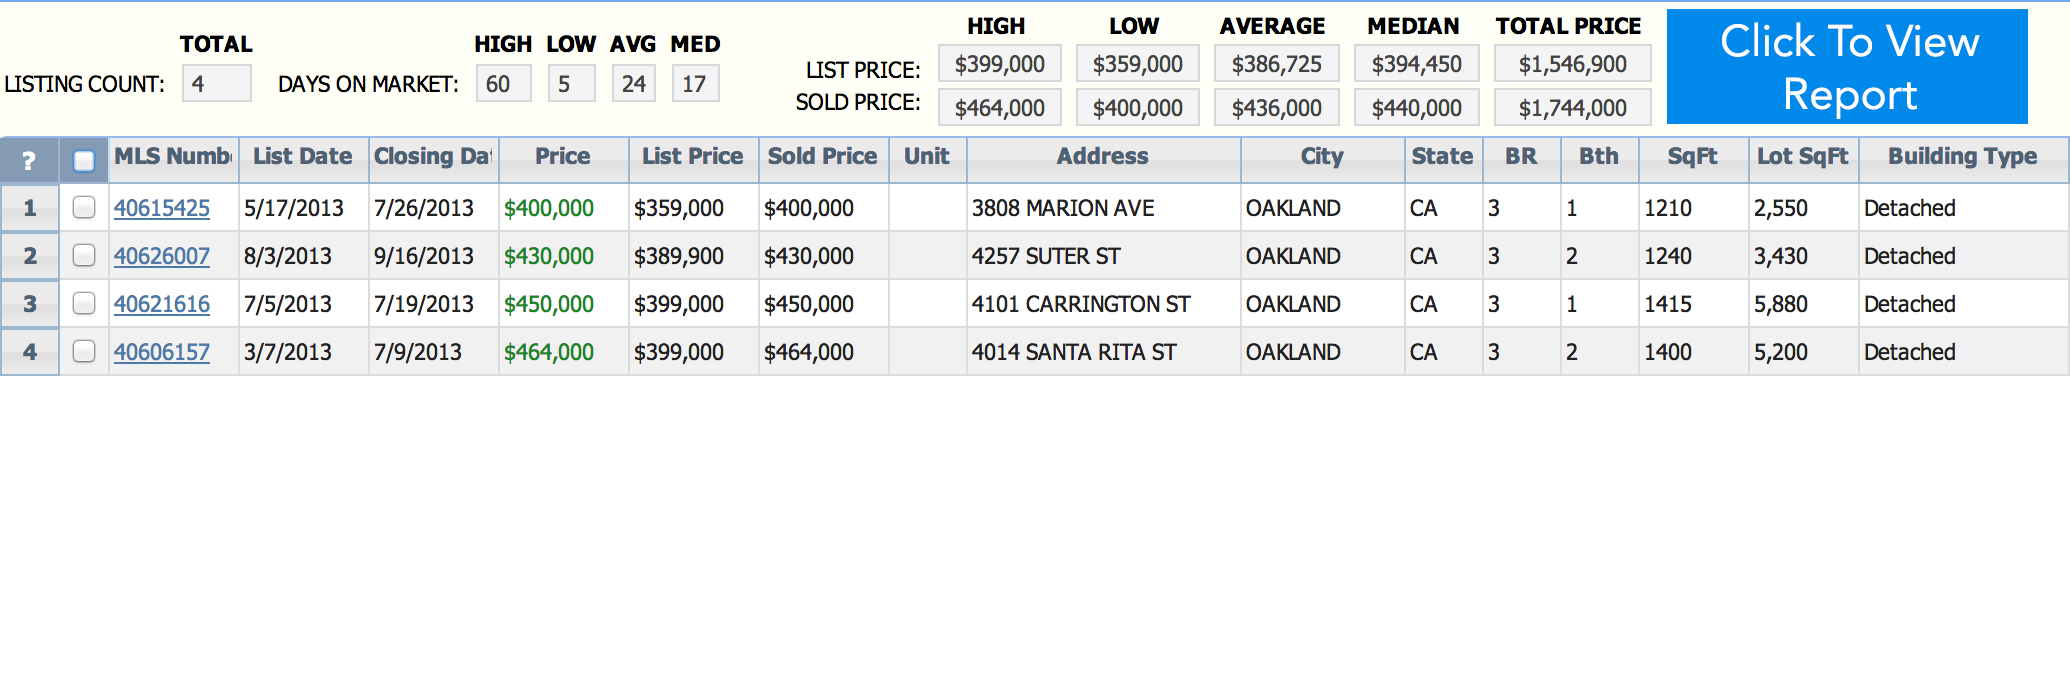 TOTAL HIGH LOW AVG MED HIGH LOW AVERAGE MEDIAN TOTAL PRICE
LISTING COUNT: 4 DAYS ON MARKET: 60 5 24 17
LIST PRICE: $399,000 $359,000 $386,725 $394,450 $1,546,900
SOLD PRICE: $464,000 $400,000 $436,000 $440,000 $1,744,000
Click To View
Report
? MLS Numb List Date Closing Dat Price List Price Sold Price Unit Address City State BR Bth SqFt Lot SqFt Building Type
1 40615425 5/17/2013 7/26/2013 $400,000 $359,000 $400,000 3808 MARION AVE OAKLAND CA 3 1 1210 2,550 Detached
2 40626007 8/3/2013 9/16/2013 $430,000 $389,900 $430,000 4257 SUTER ST OAKLAND CA 3 2 1240 3,430 Detached
3 40621616 7/5/2013 7/19/2013 $450,000 $399,000 $450,000 4101 CARRINGTON ST OAKLAND CA 3 1 1415 5,880 Detached
4 40606157 3/7/2013 7/9/2013 $464,000 $399,000 $464,000 4014 SANTA RITA ST OAKLAND CA 3 2 1400 5,200 Detached